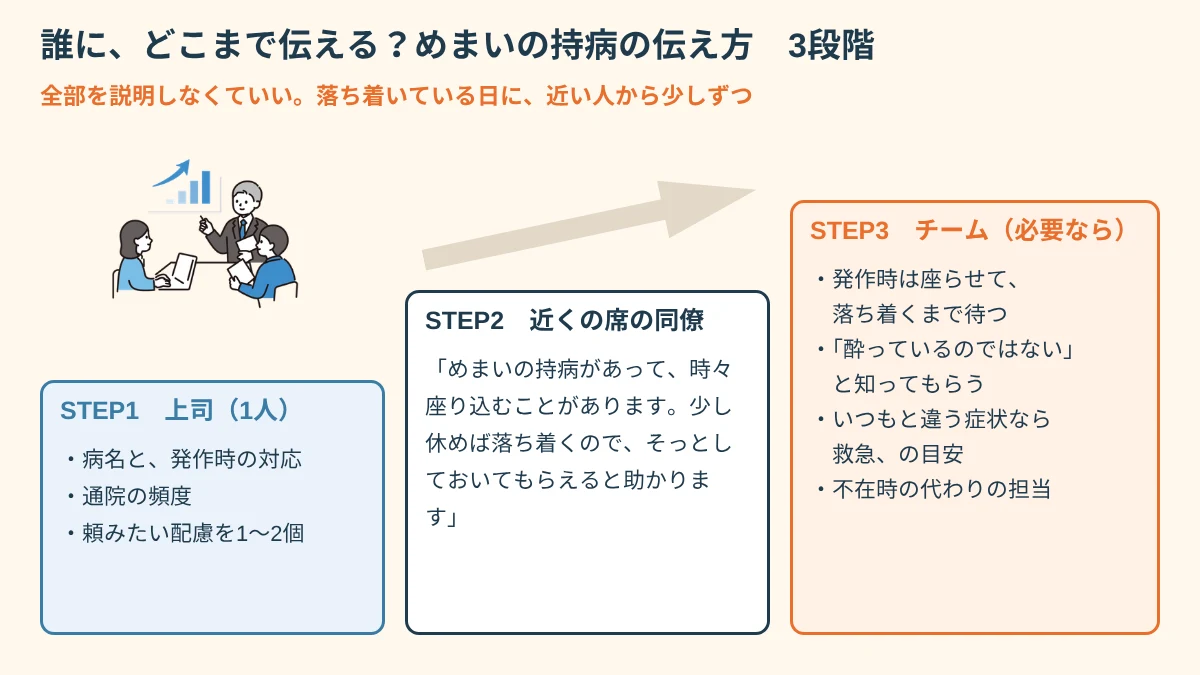 誰に、どこまで伝える？めまいの持病の伝え方　3段階
全部を説明しなくていい。落ち着いている日に、近い人から少しずつ
STEP1　上司（1人）
・病名と、発作時の対応
・通院の頻度
・頼みたい配慮を1〜2個
STEP2　近くの席の同僚
「めまいの持病があって、時々
座り込むことがあります。少し
休めば落ち着くので、そっとし
ておいてもらえると助かりま
す」
STEP3　チーム（必要なら）
・発作時は座らせて、
落ち着くまで待つ
・「酔っているのではない」
と知ってもらう
・いつもと違う症状なら
救急、の目安
・不在時の代わりの担当